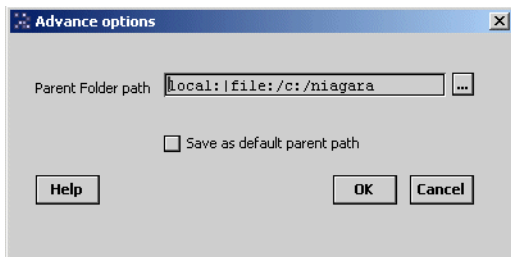 Advance options
Parent Folder path local:|file:/c:/niagara ...
Save as default parent path
Help OK Cancel